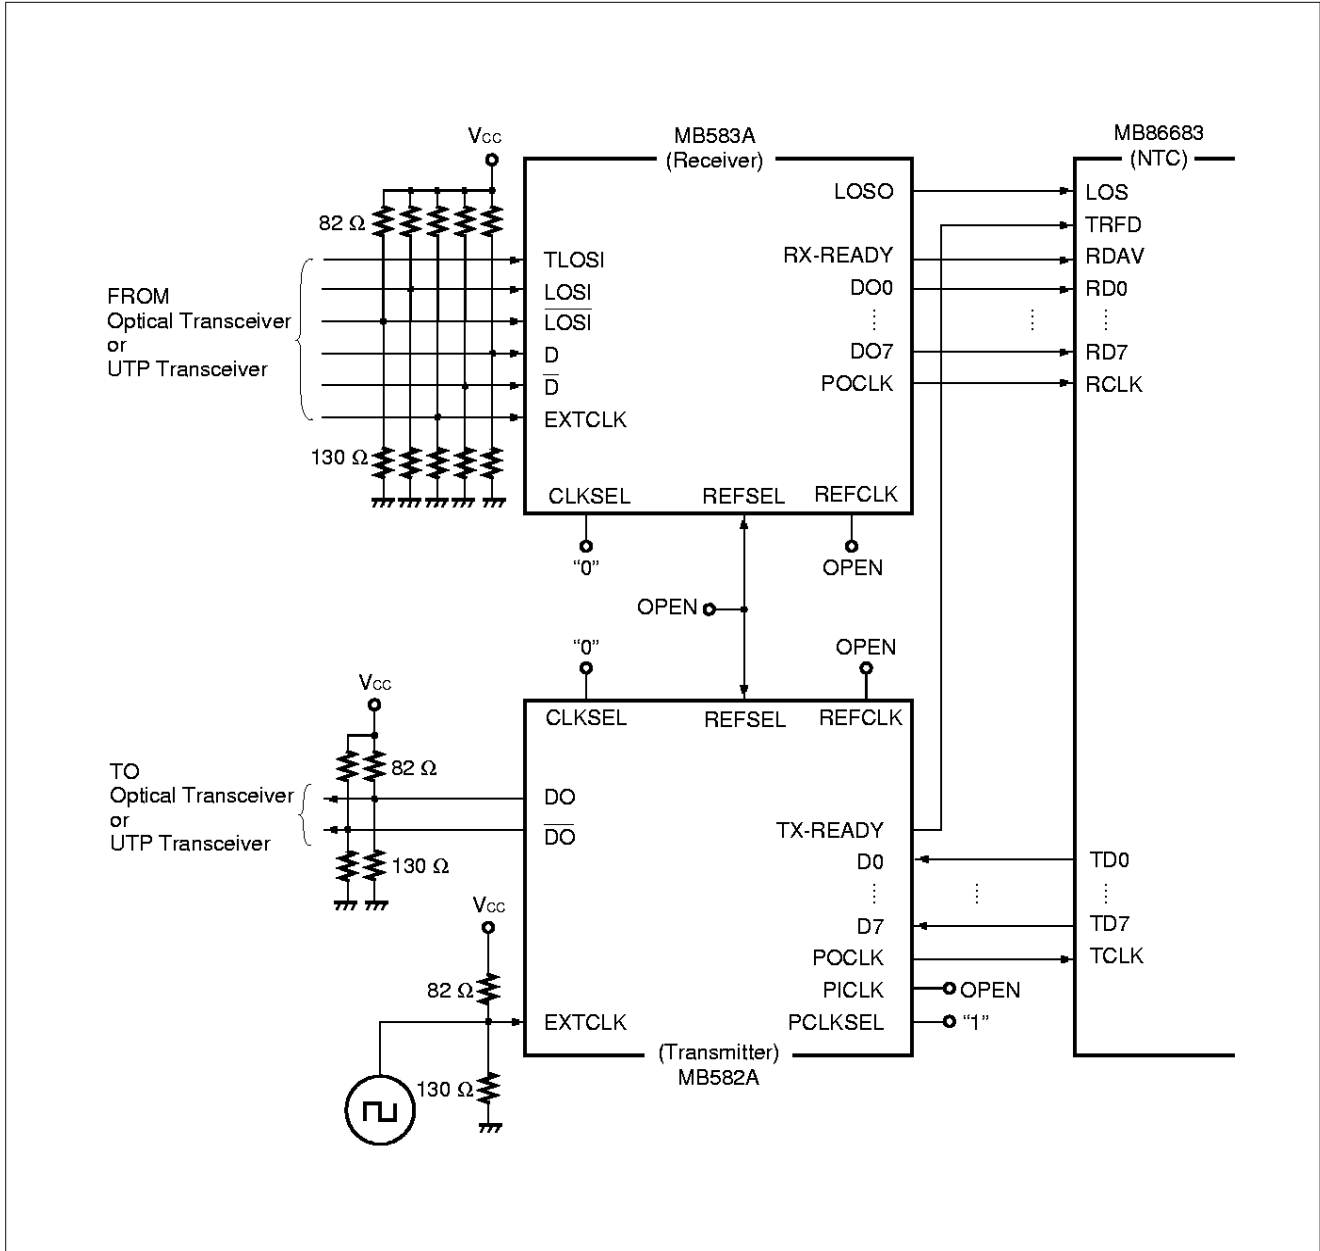 MB583A
(Receiver)
MB86683
(NTC)
VCC
82 Ω
LOSO
LOS
TRFD
TLOSI
RX-READY
RDAV
LOSI
DO0
RD0
FROM
Optical Transceiver
or
UTP Transceiver
L̅O̅S̅I̅
D
DO7
RD7
D̅
POCLK
RCLK
EXTCLK
130 Ω
CLKSEL
REFSEL
REFCLK
“0”
OPEN
OPEN
“0”
OPEN
VCC
CLKSEL
REFSEL
REFCLK
TO
Optical Transceiver
or
UTP Transceiver
82 Ω
DO
D̅O̅
TX-READY
130 Ω
D0
TD0
VCC
D7
TD7
POCLK
TCLK
82 Ω
PICLK
OPEN
EXTCLK
PCLKSEL
“1”
(Transmitter)
MB582A
130 Ω